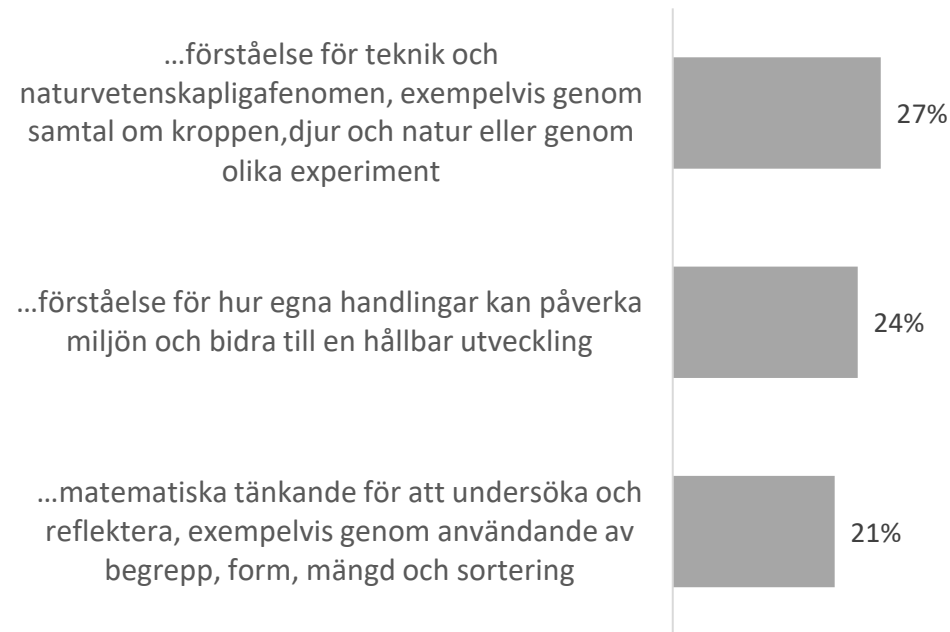 ...förståelse för teknik och
naturvetenskapligafenomen, exempelvis genom
samtal om kroppen,djur och natur eller genom
olika experiment
27%
...förståelse för hur egna handlingar kan påverka
miljön och bidra till en hållbar utveckling
24%
...matematiska tänkande för att undersöka och
reflektera, exempelvis genom användande av
begrepp, form, mängd och sortering
21%